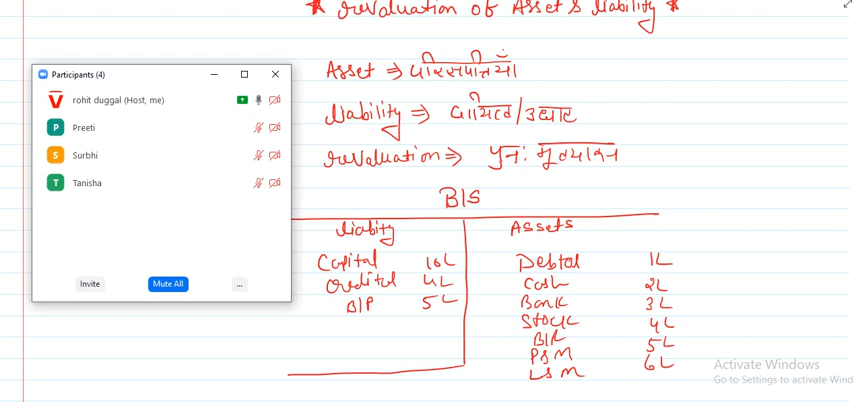 * Revaluation of Asset & liability *
Participants (4)
rohit duggal (Host, me)
P Preeti
S Surbhi
T Tanisha
Invite
Mute All
...
Asset ⇒ परिसंपत्तियों
liability ⇒ दायित्व / उधार
revaluation ⇒ पुनः मूल्यांकन
B/S
liability
Assets
Capital 10L
Creditor 4L
B/P 5L
Debtor 1L
Cash 2L
Bank 3L
Stock 4L
B/R 5L
P&M 6L
L&M
Activate Windows
Go to Settings to activate Wind